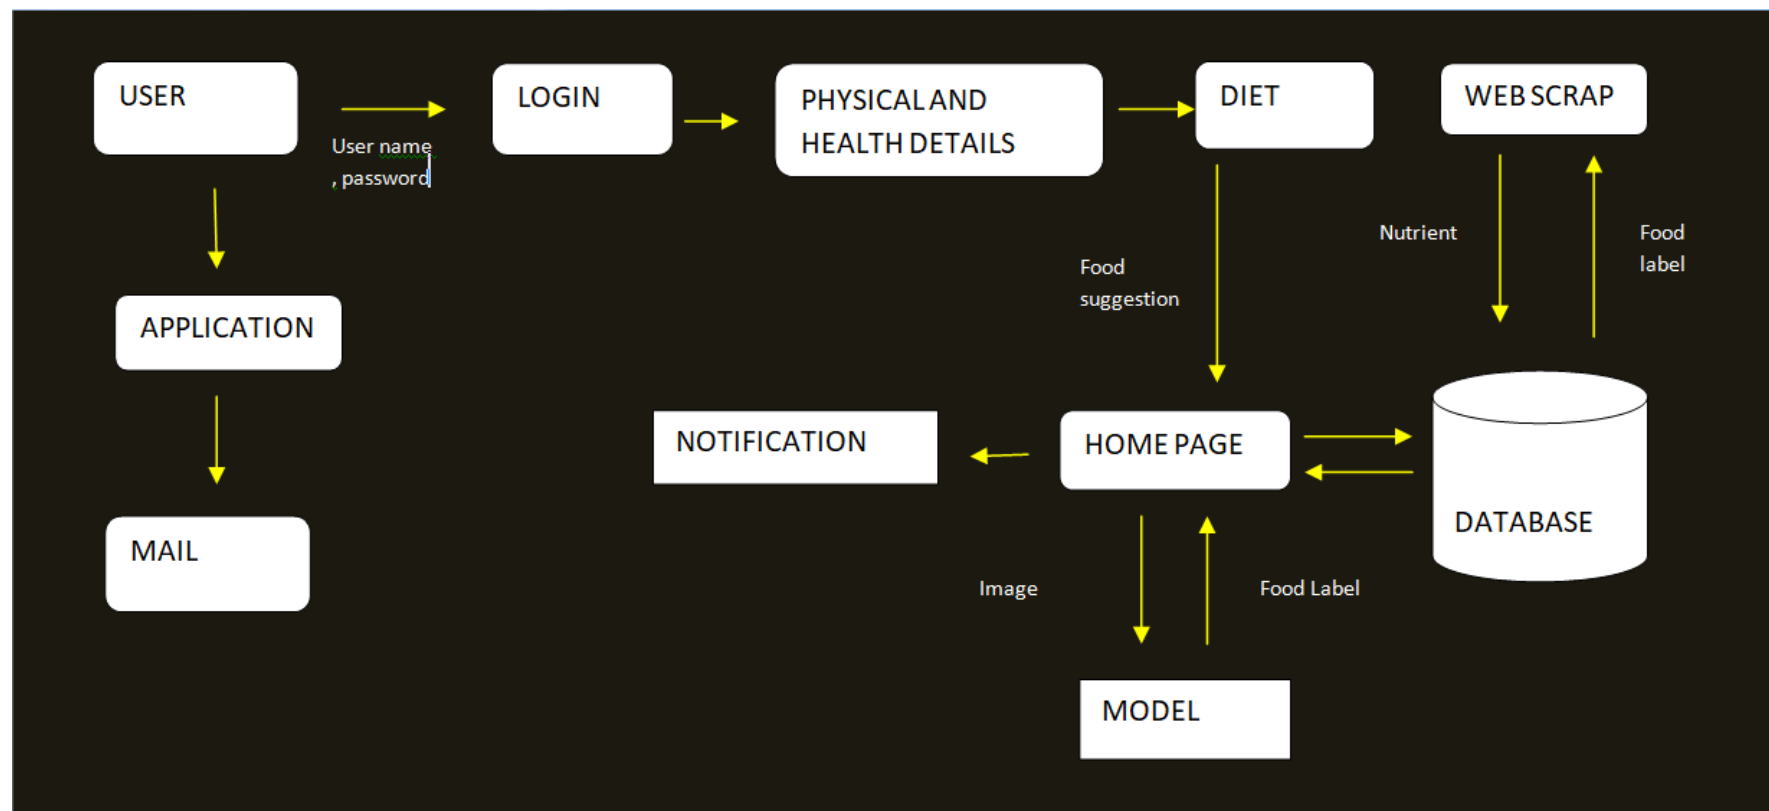 USER
LOGIN
PHYSICAL AND
HEALTH DETAILS
DIET
WEB SCRAP
User name
, password
Nutrient
Food
label
Food
suggestion
APPLICATION
NOTIFICATION
HOME PAGE
DATABASE
MAIL
Image
Food Label
MODEL